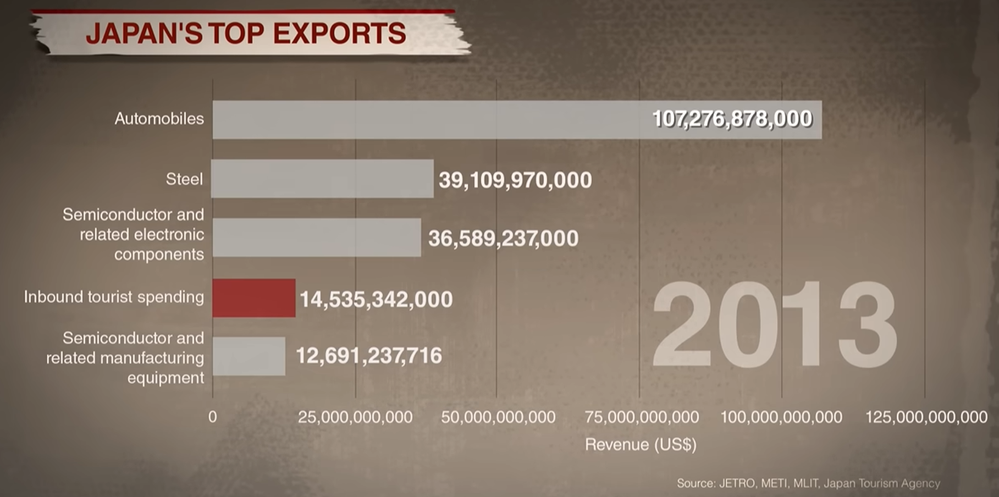 JAPAN'S TOP EXPORTS
Automobiles
107,276,878,000
Steel
39,109,970,000
Semiconductor and
related electronic
components
36,589,237,000
Inbound tourist spending
14,535,342,000
Semiconductor and
related manufacturing
equipment
12,691,237,716
2013
0 25,000,000,000 50,000,000,000 75,000,000,000 100,000,000,000 125,000,000,000
Revenue (US$)
Source: JETRO, METI, MLIT, Japan Tourism Agency